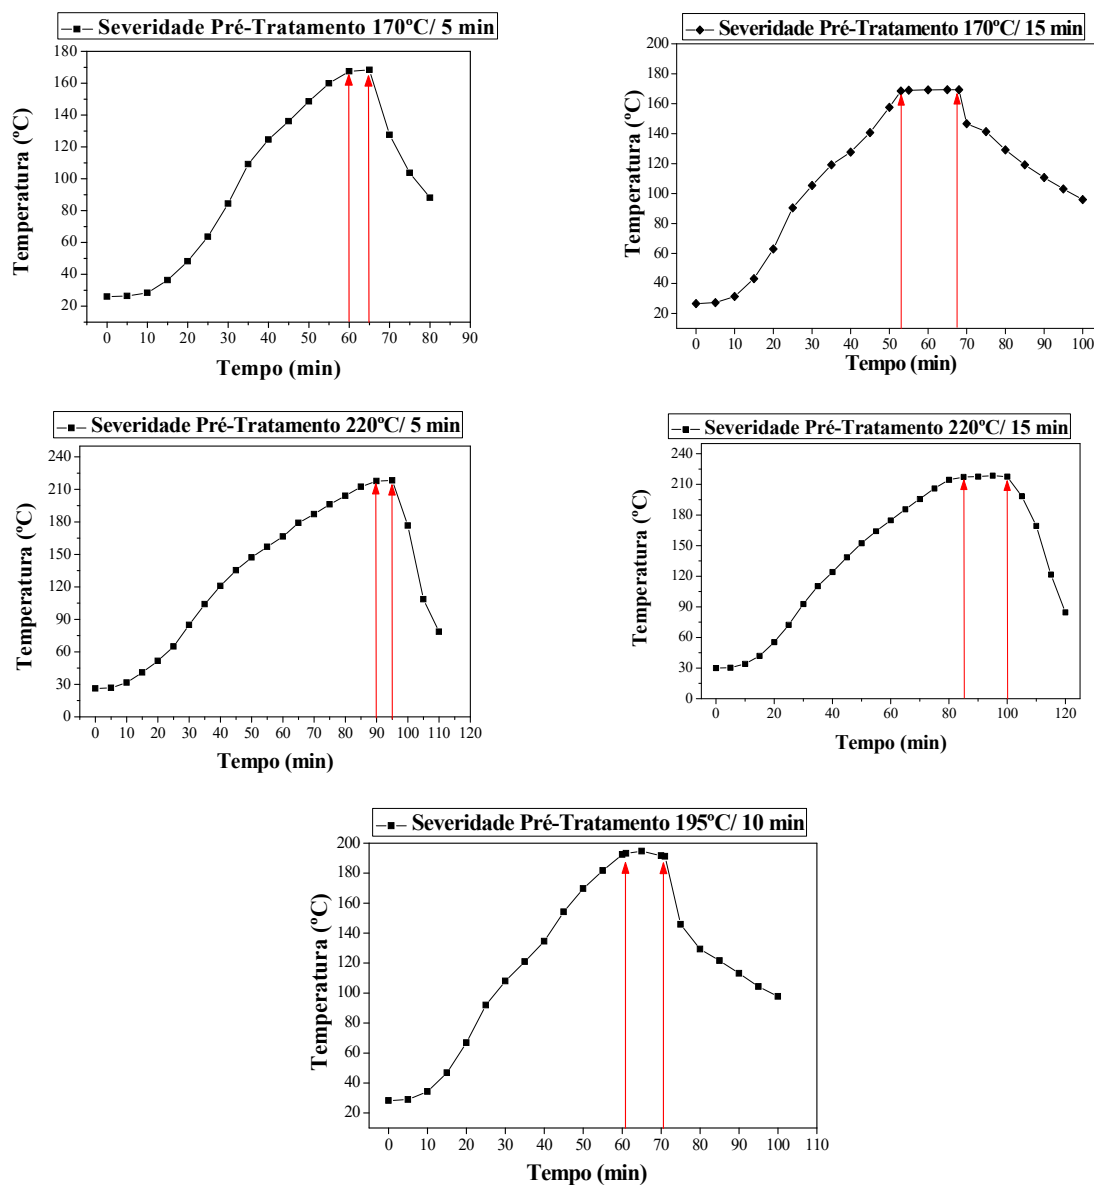 Severidade Pré-Tratamento 170ºC/ 5 min
180
160
140
120
100
80
60
40
20
Temperatura (ºC)
0 10 20 30 40 50 60 70 80 90
Tempo (min)
Severidade Pré-Tratamento 170ºC/ 15 min
200
180
160
140
120
100
80
60
40
20
Temperatura (ºC)
0 10 20 30 40 50 60 70 80 90 100
Tempo (min)
Severidade Pré-Tratamento 220ºC/ 5 min
240
210
180
150
120
90
60
30
0
Temperatura (ºC)
0 10 20 30 40 50 60 70 80 90 100 110 120
Tempo (min)
Severidade Pré-Tratamento 220ºC/ 15 min
240
210
180
150
120
90
60
30
0
Temperatura (ºC)
0 20 40 60 80 100 120
Tempo (min)
Severidade Pré-Tratamento 195ºC/ 10 min
200
180
160
140
120
100
80
60
40
20
Temperatura (ºC)
0 10 20 30 40 50 60 70 80 90 100 110
Tempo (min)